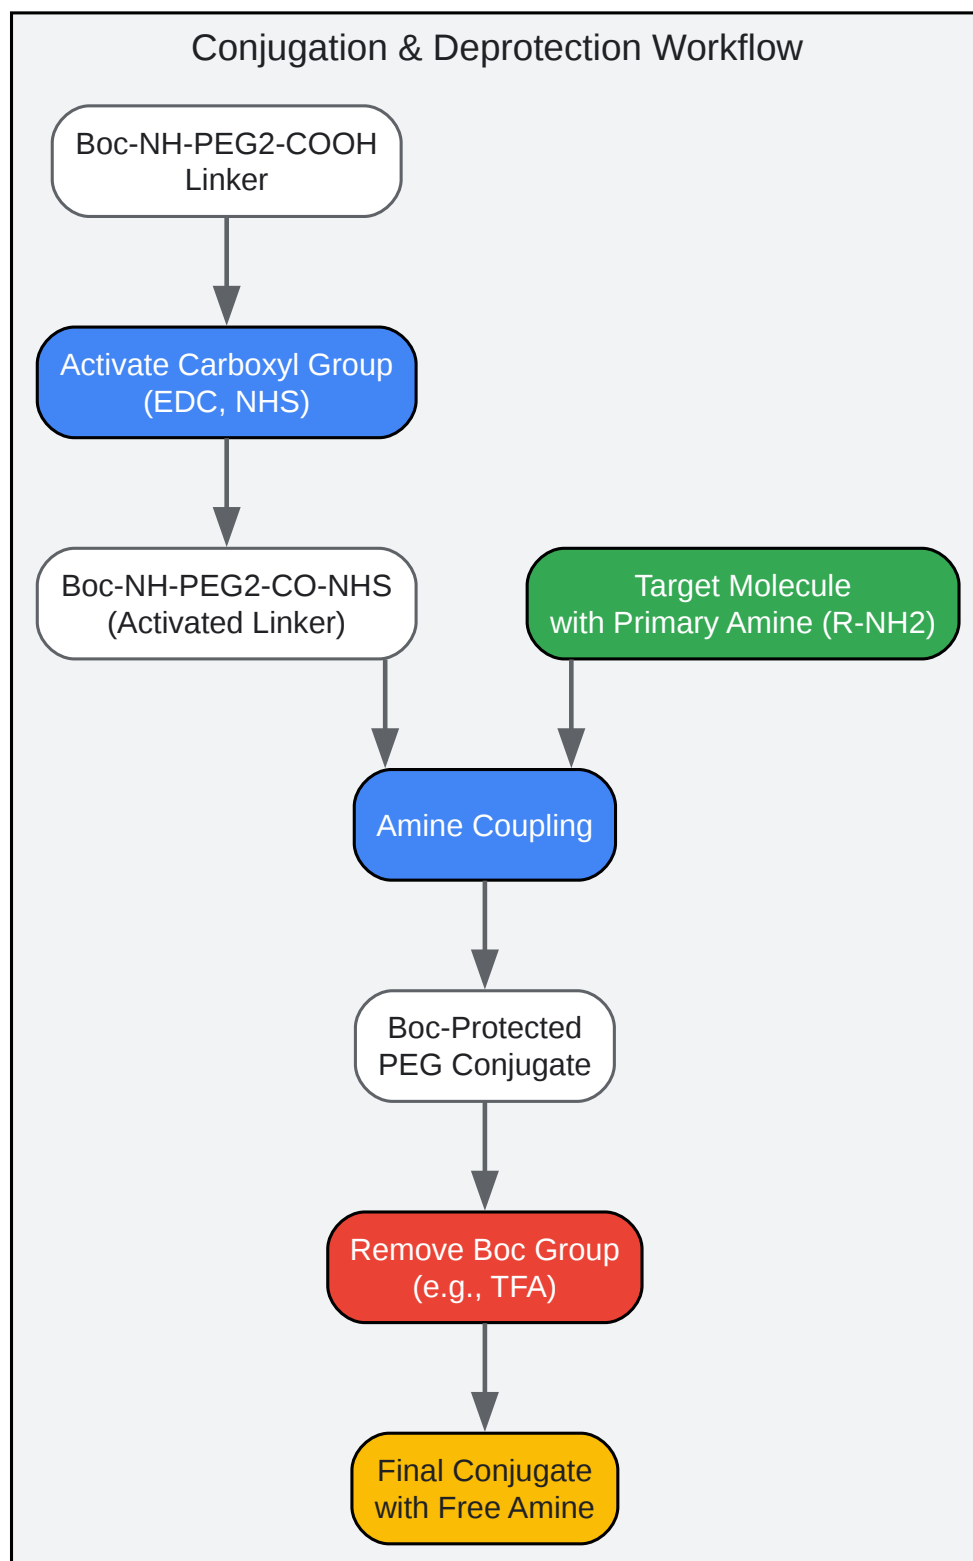 Conjugation & Deprotection Workflow
Boc-NH-PEG2-COOH
Linker
Activate Carboxyl Group
(EDC, NHS)
Boc-NH-PEG2-CO-NHS
(Activated Linker)
Target Molecule
with Primary Amine (R-NH2)
Amine Coupling
Boc-Protected
PEG Conjugate
Remove Boc Group
(e.g., TFA)
Final Conjugate
with Free Amine